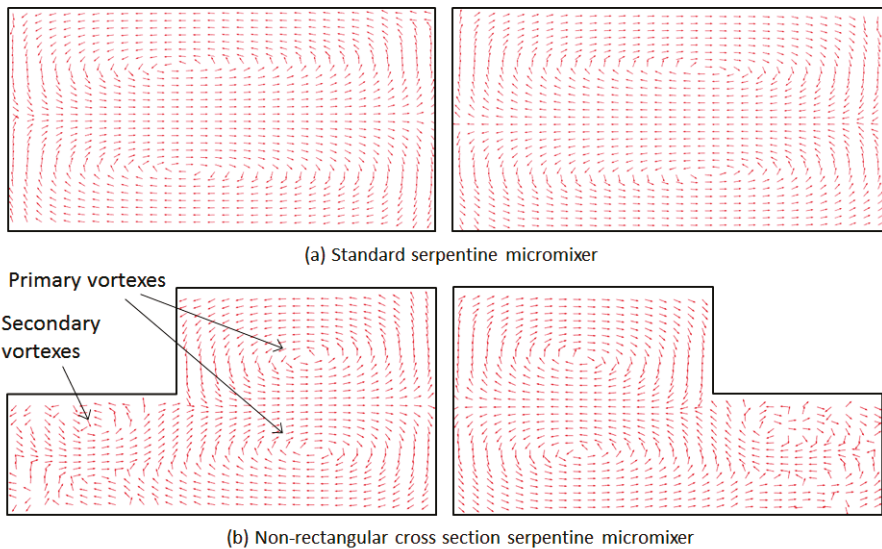 (a) Standard serpentine micromixer
Primary vortexes
Secondary
vortexes
(b) Non-rectangular cross section serpentine micromixer